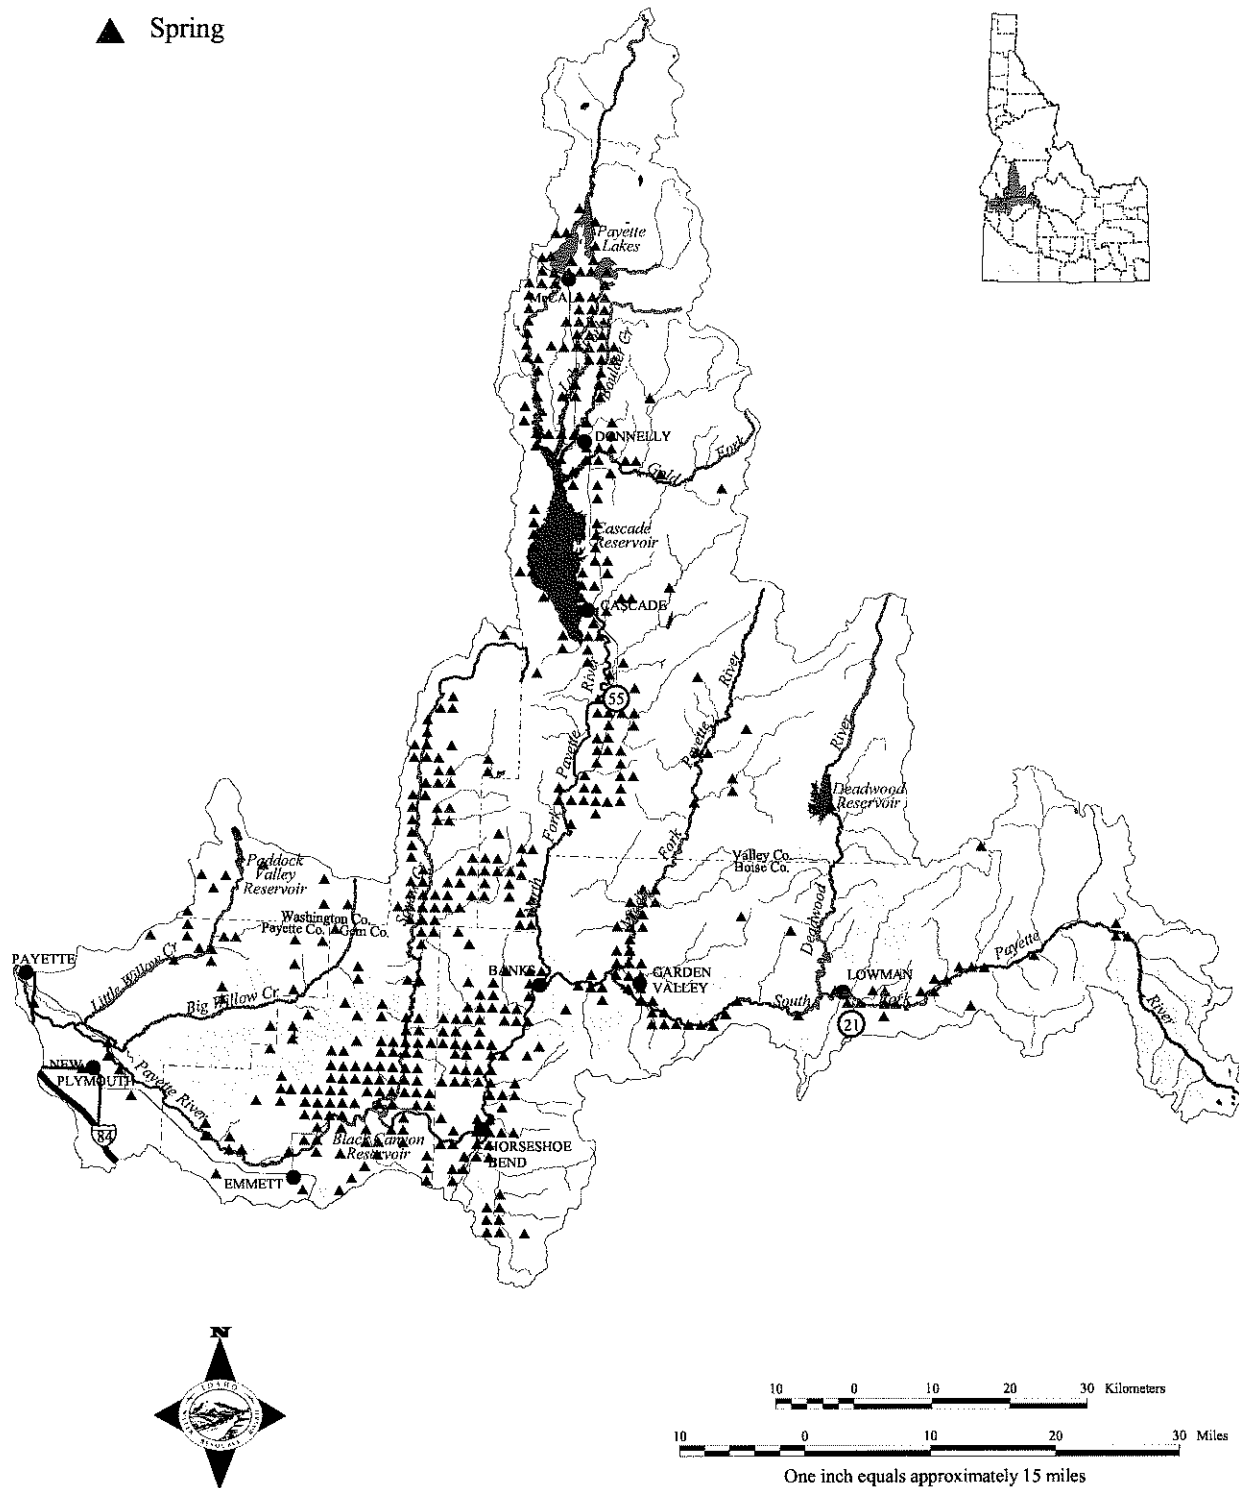 Spring
Payette
Lakes
Boulder Cr
DONNELLY
Gold
Fork
Cascade
Reservoir
CASCADE
River
55
Payette
Fork
North
River
Payette
Fork
River
Deadwood
Reservoir
Deadwood
Valley Co.
Boise Co.
Paddock
Valley
Reservoir
Washington Co.
Payette Co.
Gem Co.
PAYETTE
Little Willow Cr
Big Willow Cr
BANKS
GARDEN
VALLEY
LOWMAN
South
Fork
Payette
River
21
NEW
PLYMOUTH
Payette River
84
Black Canyon
Reservoir
HORSESHOE
BEND
EMMETT
N
IDAHO
10 0 10 20 30 Kilometers
10 0 10 20 30 Miles
One inch equals approximately 15 miles